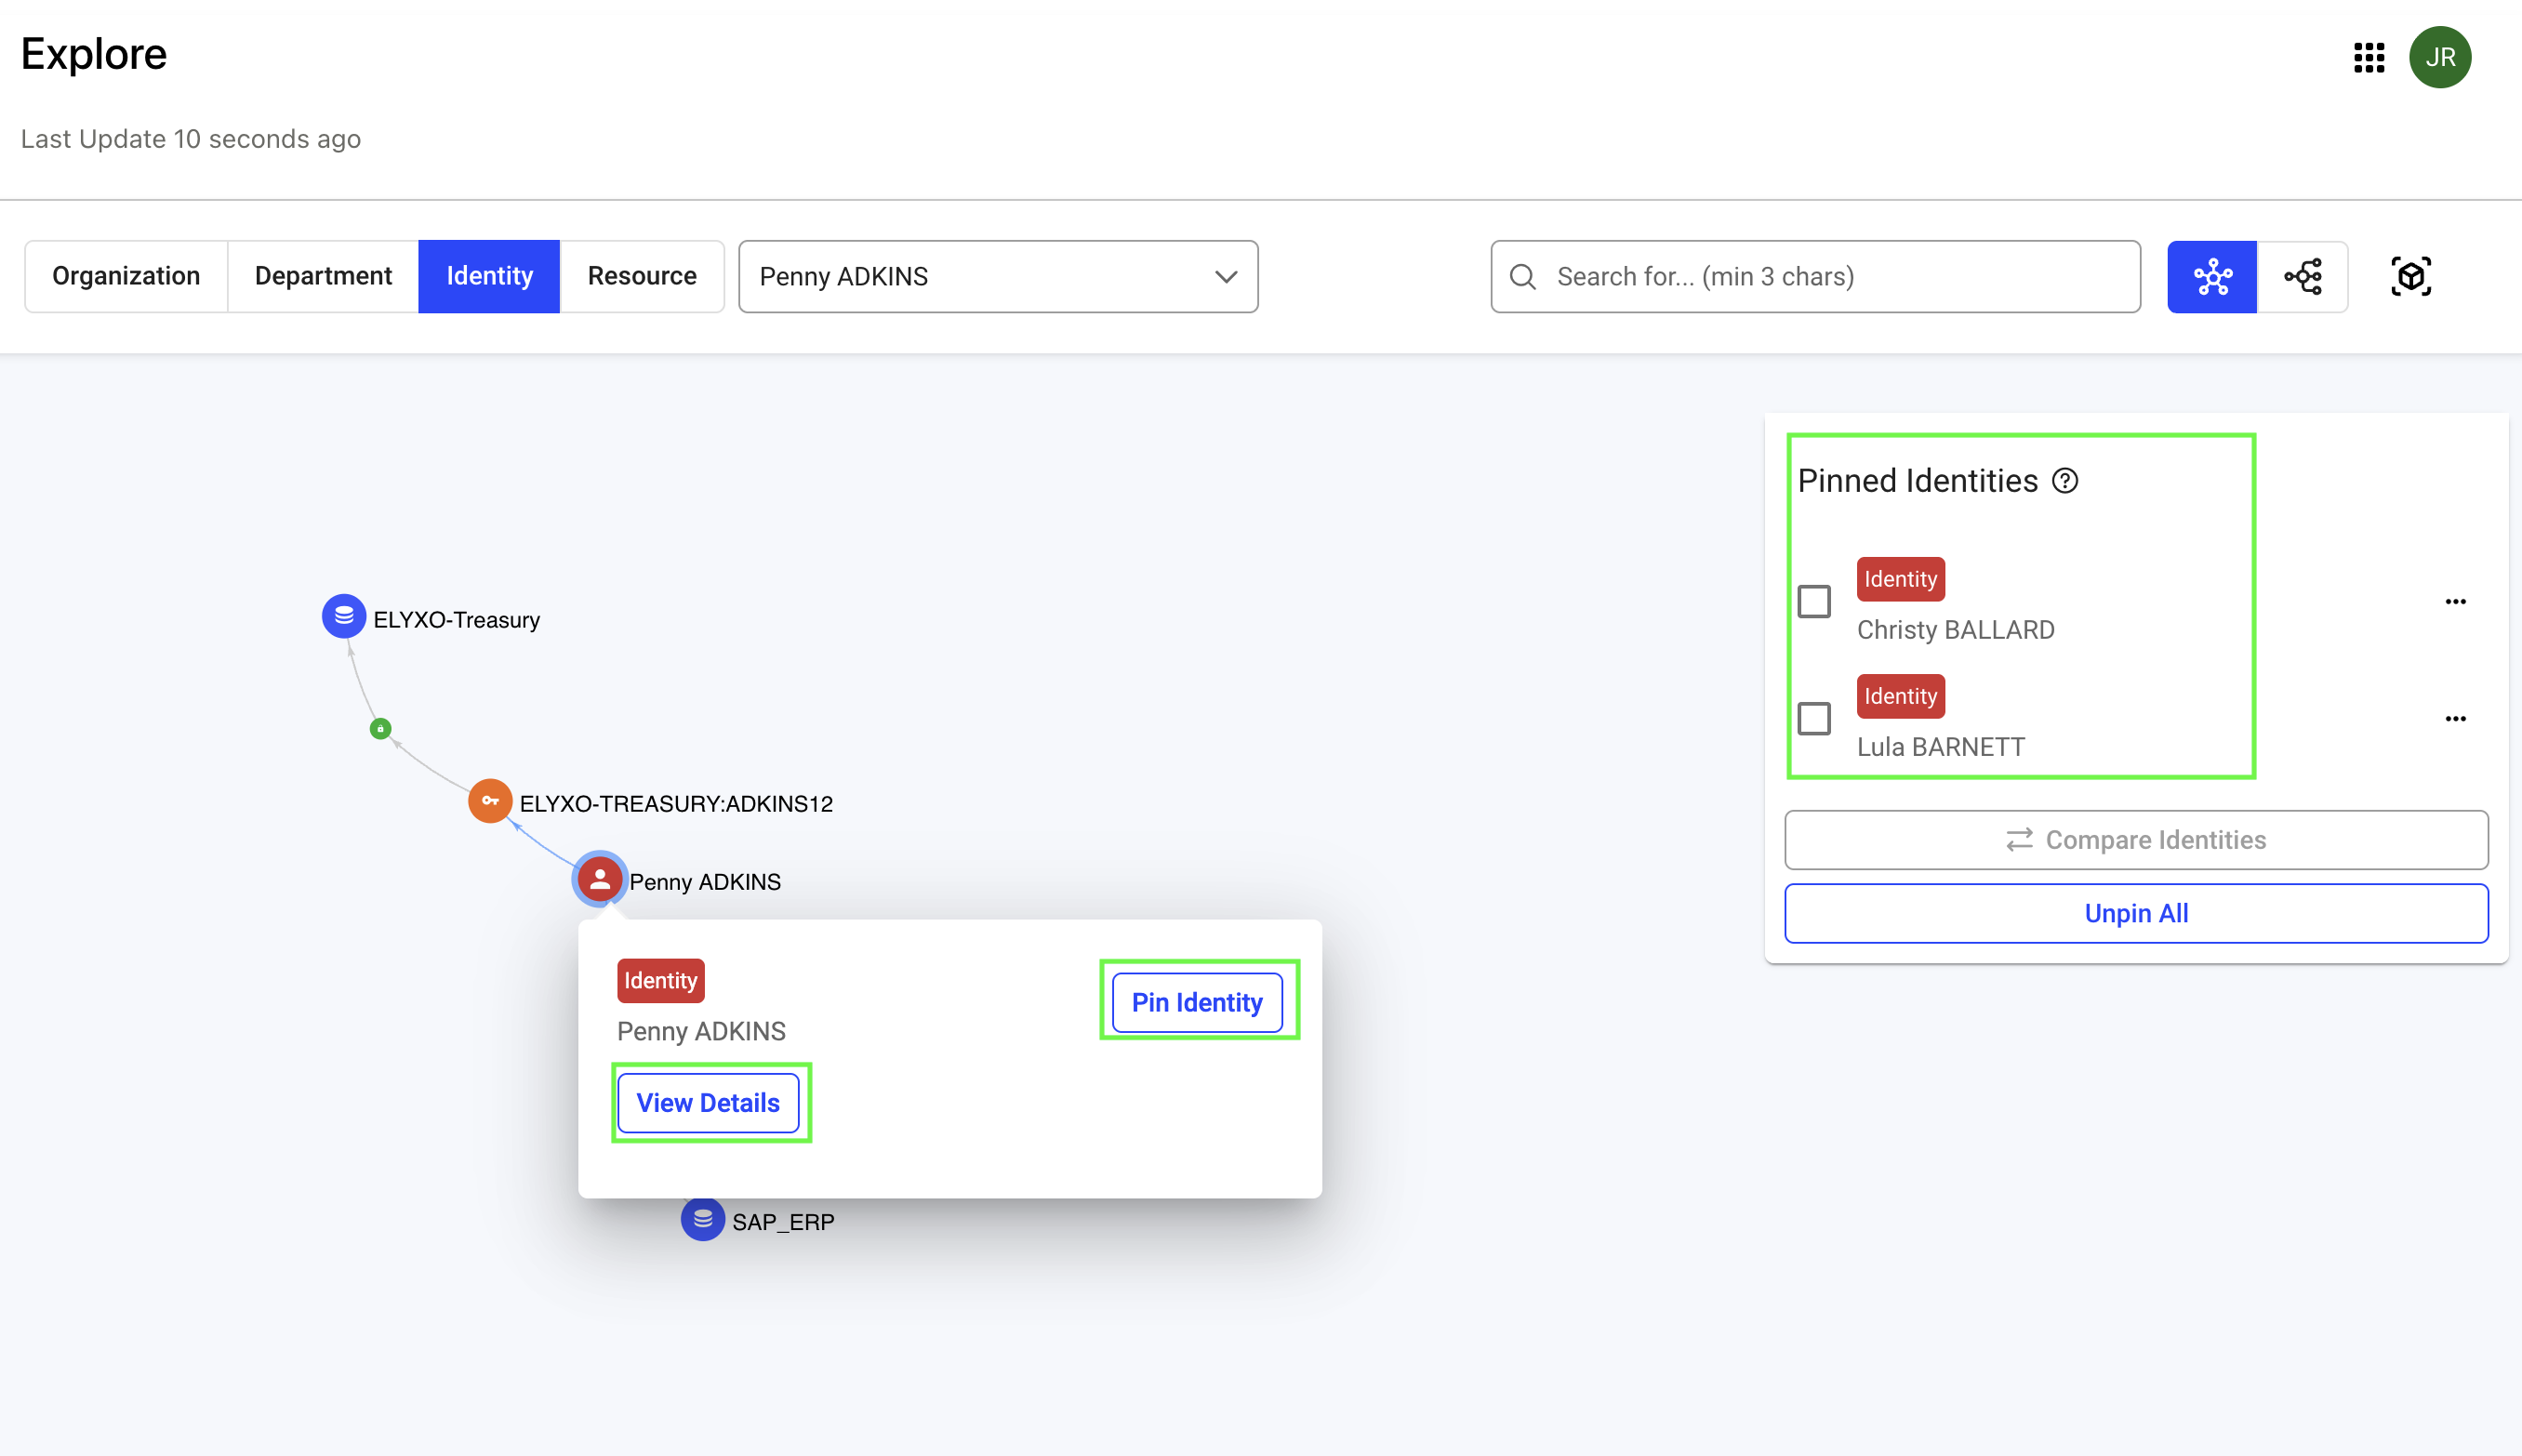 Explore
JR
Last Update 10 seconds ago
Organization
Department
Identity
Resource
Penny ADKINS
Search for... (min 3 chars)
Pinned Identities
Identity
Christy BALLARD
Identity
Lula BARNETT
Compare Identities
Unpin All
ELYXO-Treasury
ELYXO-TREASURY:ADKINS12
Penny ADKINS
Identity
Penny ADKINS
Pin Identity
View Details
SAP_ERP